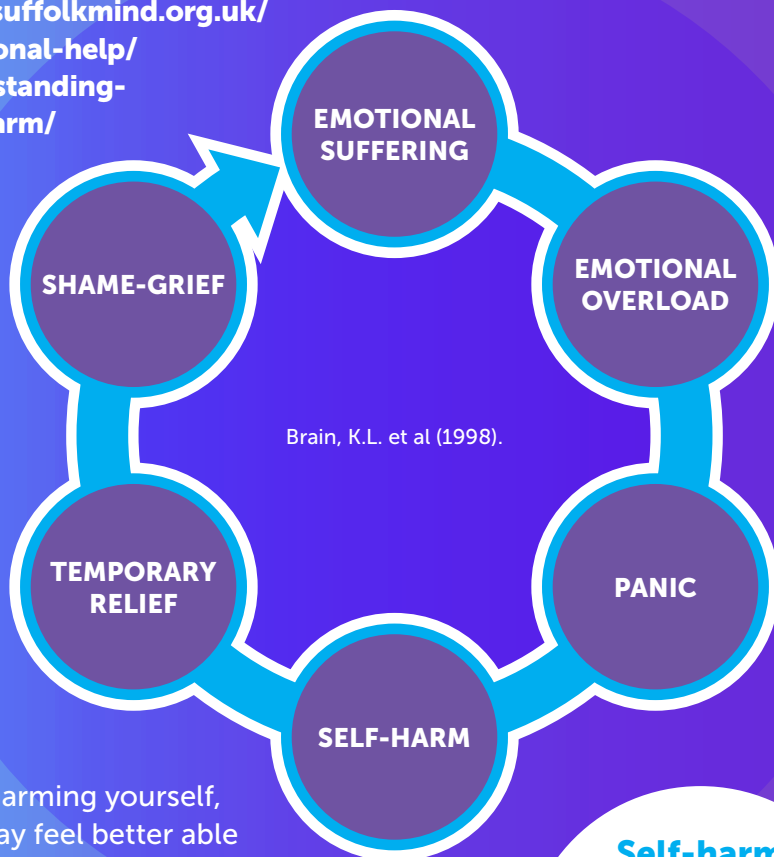 suffolkmind.org.uk/
onal-help/
standing-
arm/
EMOTIONAL
SUFFERING
EMOTIONAL
OVERLOAD
PANIC
SELF-HARM
TEMPORARY
RELIEF
SHAME-GRIEF
Brain, K.L. et al (1998).
arming yourself,
ay feel better able
Self-harm